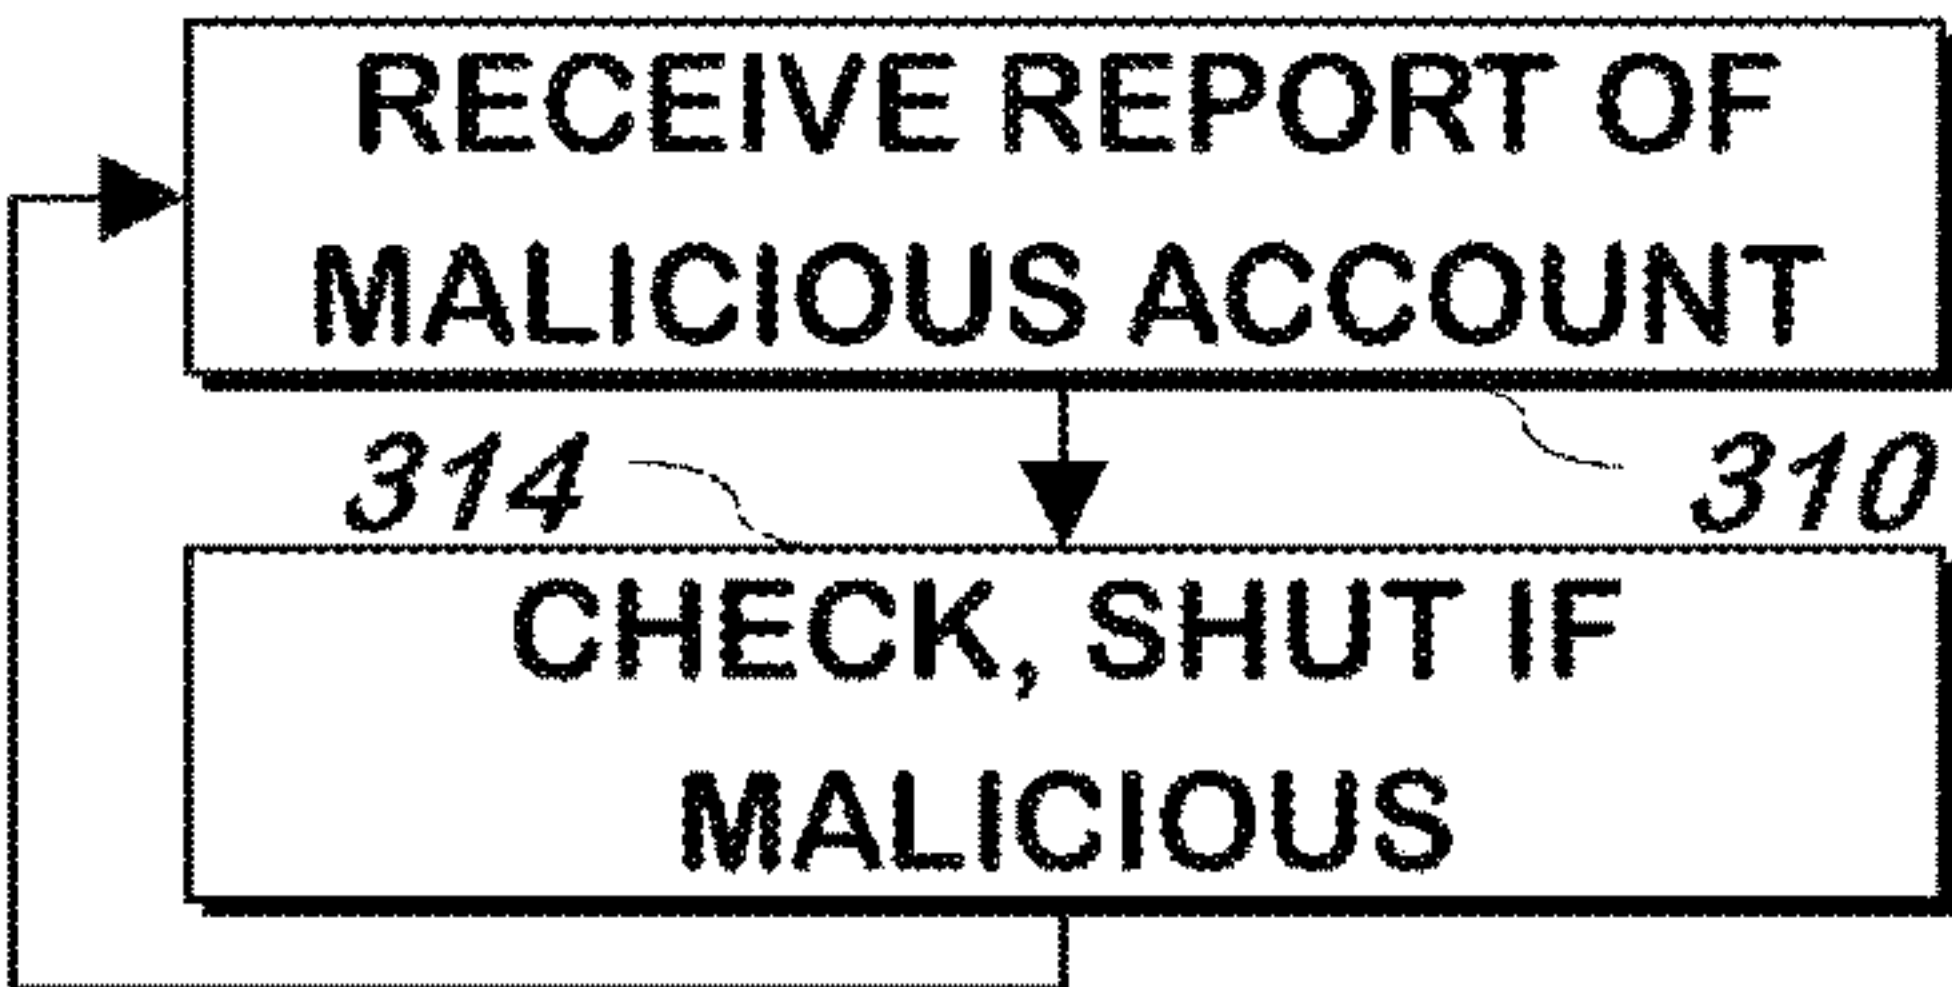 RECEIVE REPORT OF
MALICIOUS ACCOUNT
314
310
CHECK, SHUT IF
MALICIOUS